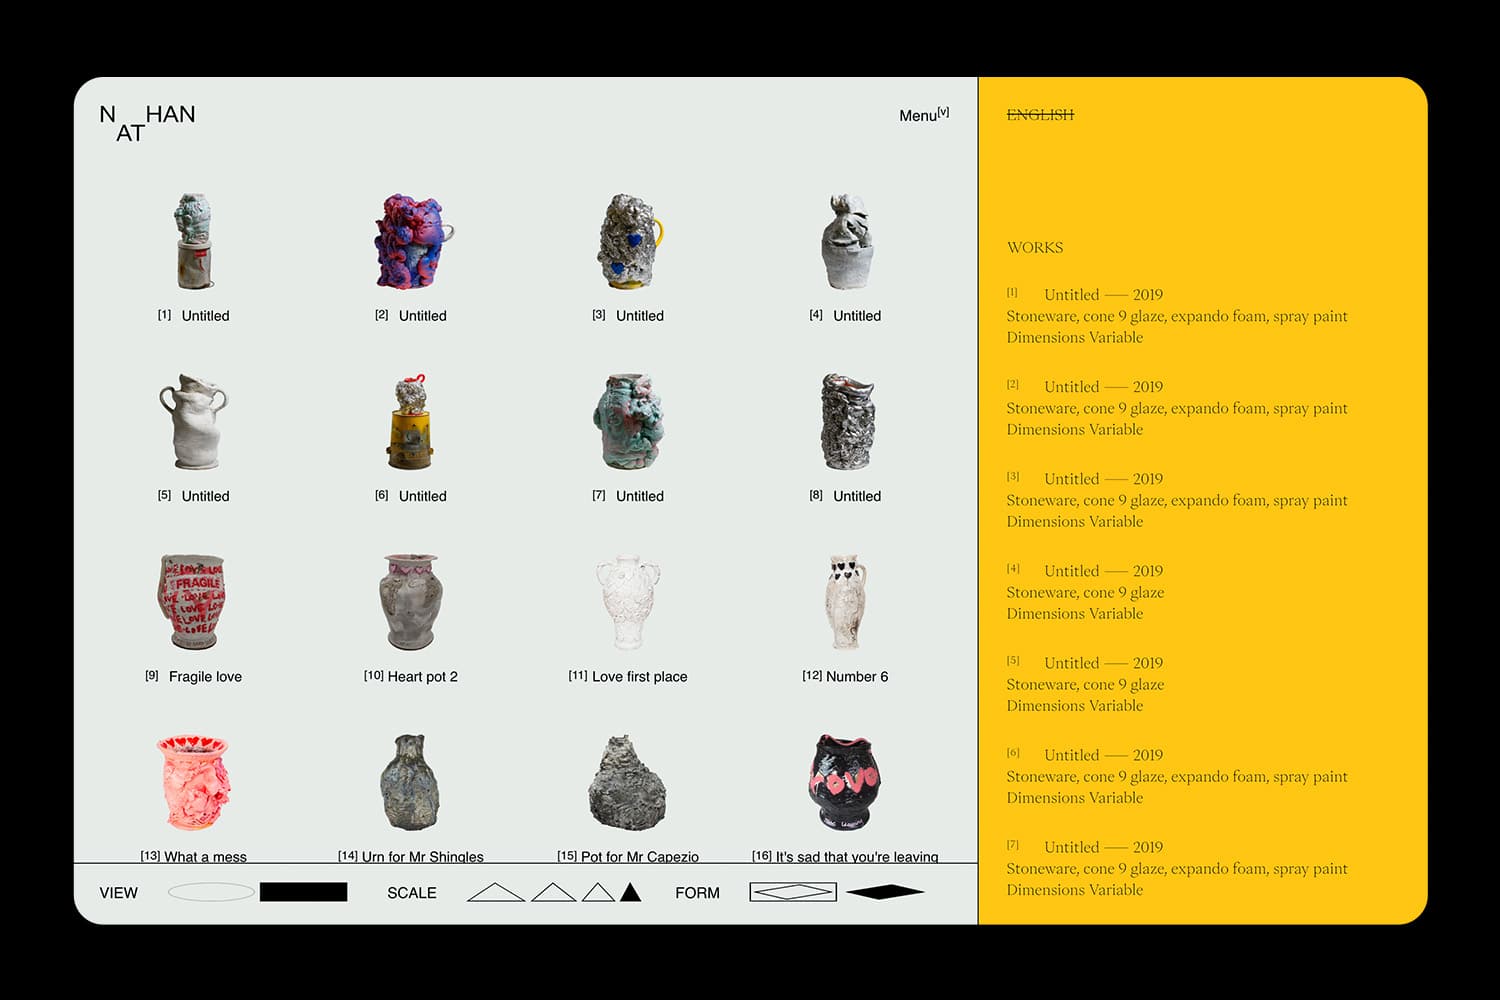 N HAN
AT
Menu[v]
[1] Untitled
[2] Untitled
[3] Untitled
[4] Untitled
[5] Untitled
[6] Untitled
[7] Untitled
[8] Untitled
FRAGILE
[9] Fragile love
[10] Heart pot 2
[11] Love first place
[12] Number 6
LOVE
[13] What a mess
[14] Urn for Mr Shingles
[15] Pot for Mr Capezio
[16] It's sad that you're leaving
VIEW
SCALE
FORM
ENGLISH
WORKS
[1] Untitled — 2019
Stoneware, cone 9 glaze, expando foam, spray paint
Dimensions Variable
[2] Untitled — 2019
Stoneware, cone 9 glaze, expando foam, spray paint
Dimensions Variable
[3] Untitled — 2019
Stoneware, cone 9 glaze, expando foam, spray paint
Dimensions Variable
[4] Untitled — 2019
Stoneware, cone 9 glaze
Dimensions Variable
[5] Untitled — 2019
Stoneware, cone 9 glaze
Dimensions Variable
[6] Untitled — 2019
Stoneware, cone 9 glaze, expando foam, spray paint
Dimensions Variable
[7] Untitled — 2019
Stoneware, cone 9 glaze, expando foam, spray paint
Dimensions Variable